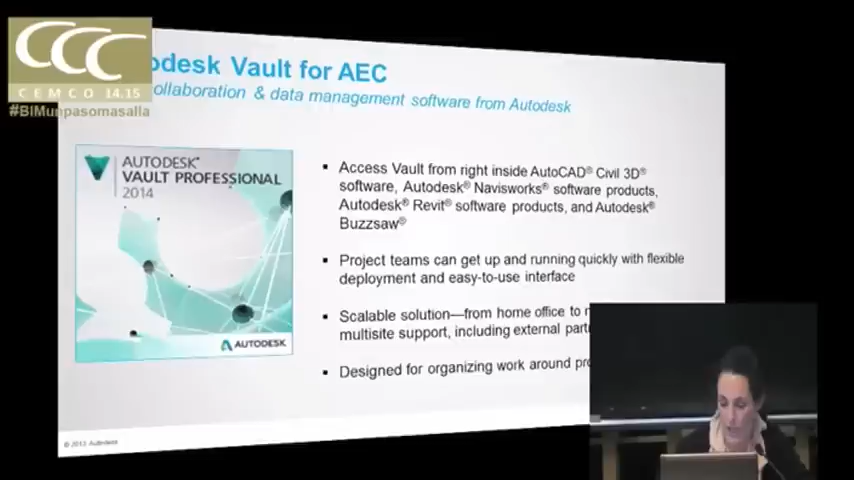 CCC
CEMCO 14.15
#BIMunpasomasalla
odesk Vault for AEC
ollaboration & data management software from Autodesk
AUTODESK®
VAULT PROFESSIONAL
2014
AUTODESK
▪ Access Vault from right inside AutoCAD® Civil 3D®
software, Autodesk® Navisworks® software products,
Autodesk® Revit® software products, and Autodesk®
Buzzsaw®
▪ Project teams can get up and running quickly with flexible
deployment and easy-to-use interface
▪ Scalable solution—from home office to
multisite support, including external
▪ Designed for organizing work around
© 2013 Autodesk